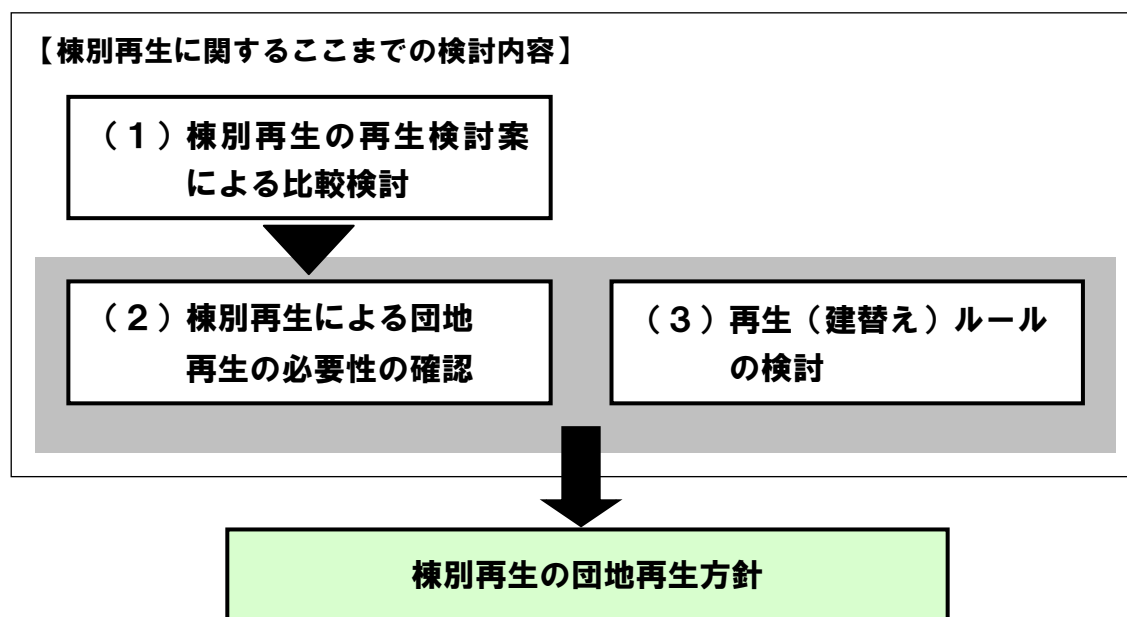 【棟別再生に関するここまでの検討内容】
（１）棟別再生の再生検討案
による比較検討
（２）棟別再生による団地
再生の必要性の確認
（３）再生（建替え）ルール
の検討
棟別再生の団地再生方針